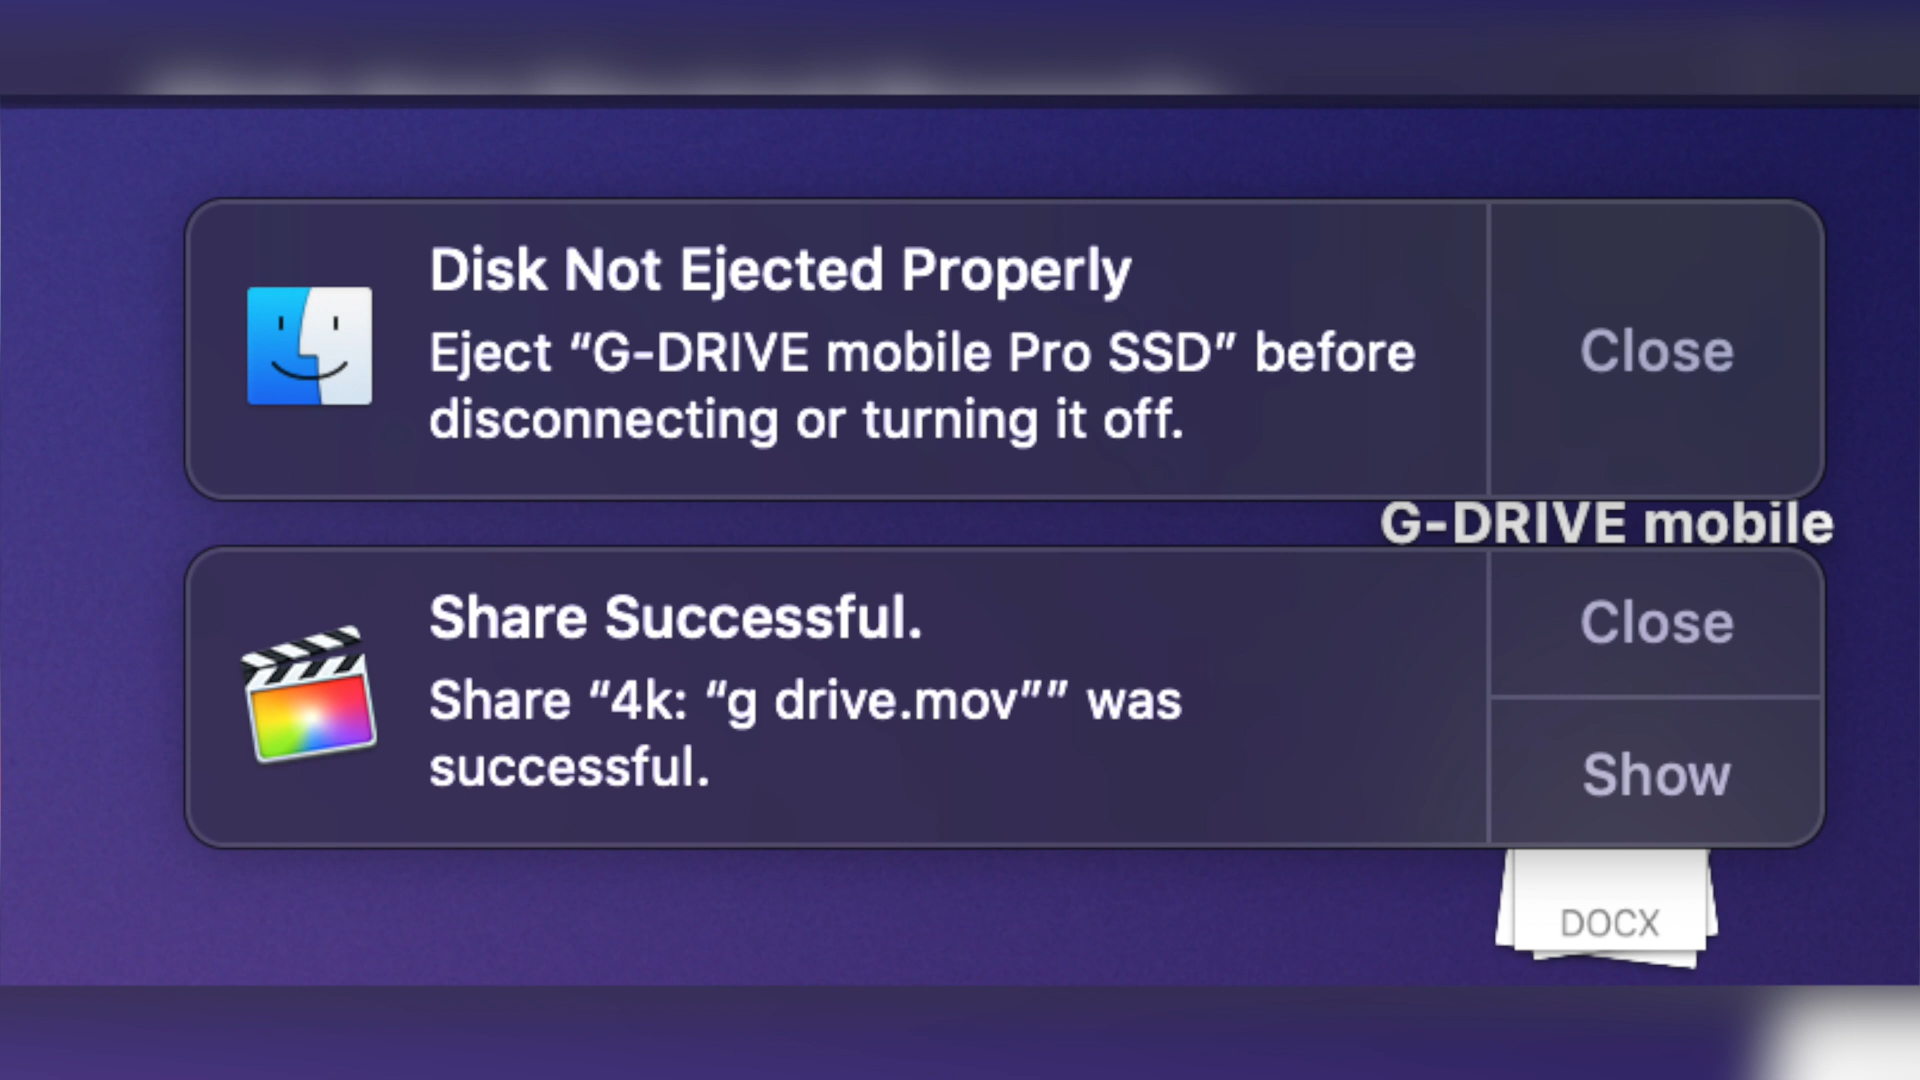 Disk Not Ejected Properly
Eject “G-DRIVE mobile Pro SSD” before
disconnecting or turning it off.
Close
G-DRIVE mobile
Share Successful.
Share “4k: “g drive.mov”” was
successful.
Close
Show
DOCX